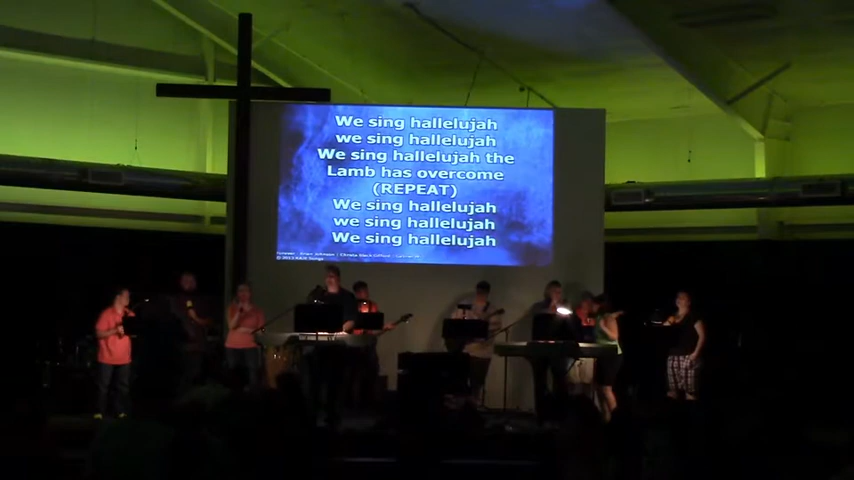 We sing hallelujah
we sing hallelujah
We sing hallelujah the
Lamb has overcome
(REPEAT)
We sing hallelujah
we sing hallelujah
We sing hallelujah